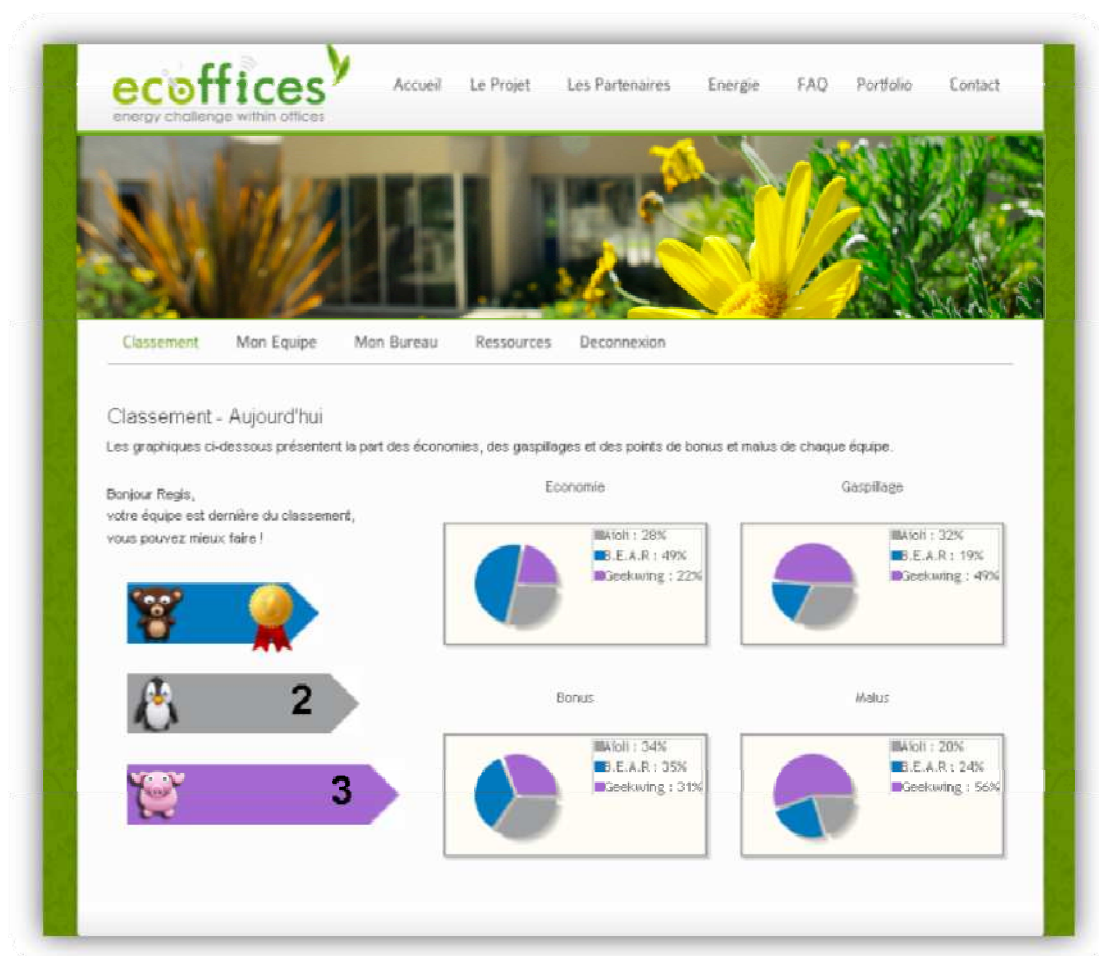 ecoffices
energy challenge within offices
Accueil Le Projet Les Partenaires Energie FAQ Portfolio Contact
Classement Mon Equipe Mon Bureau Ressources Deconnexion
Classement - Aujourd'hui
Les graphiques ci-dessous présentent la part des économies, des gaspillages et des points de bonus et malus de chaque équipe.
Bonjour Regis,
votre équipe est dernière du classement,
vous pouvez mieux faire !
2
3
Economie
Afoli : 28%
B.E.A.R : 49%
Geekwing : 22%
Gaspillage
Afoli : 32%
B.E.A.R : 19%
Geekwing : 49%
Bonus
Afoli : 34%
B.E.A.R : 35%
Geekwing : 31%
Malus
Afoli : 20%
B.E.A.R : 24%
Geekwing : 56%